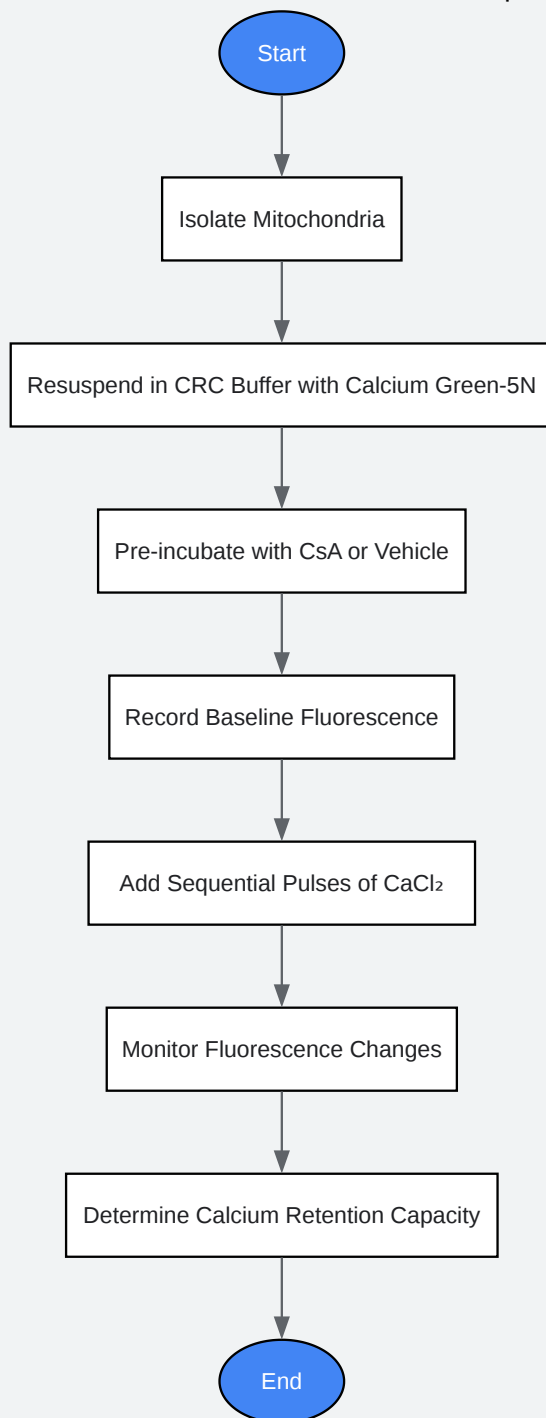 Start
Isolate Mitochondria
Resuspend in CRC Buffer with Calcium Green-5N
Pre-incubate with CsA or Vehicle
Record Baseline Fluorescence
Add Sequential Pulses of CaCl₂
Monitor Fluorescence Changes
Determine Calcium Retention Capacity
End